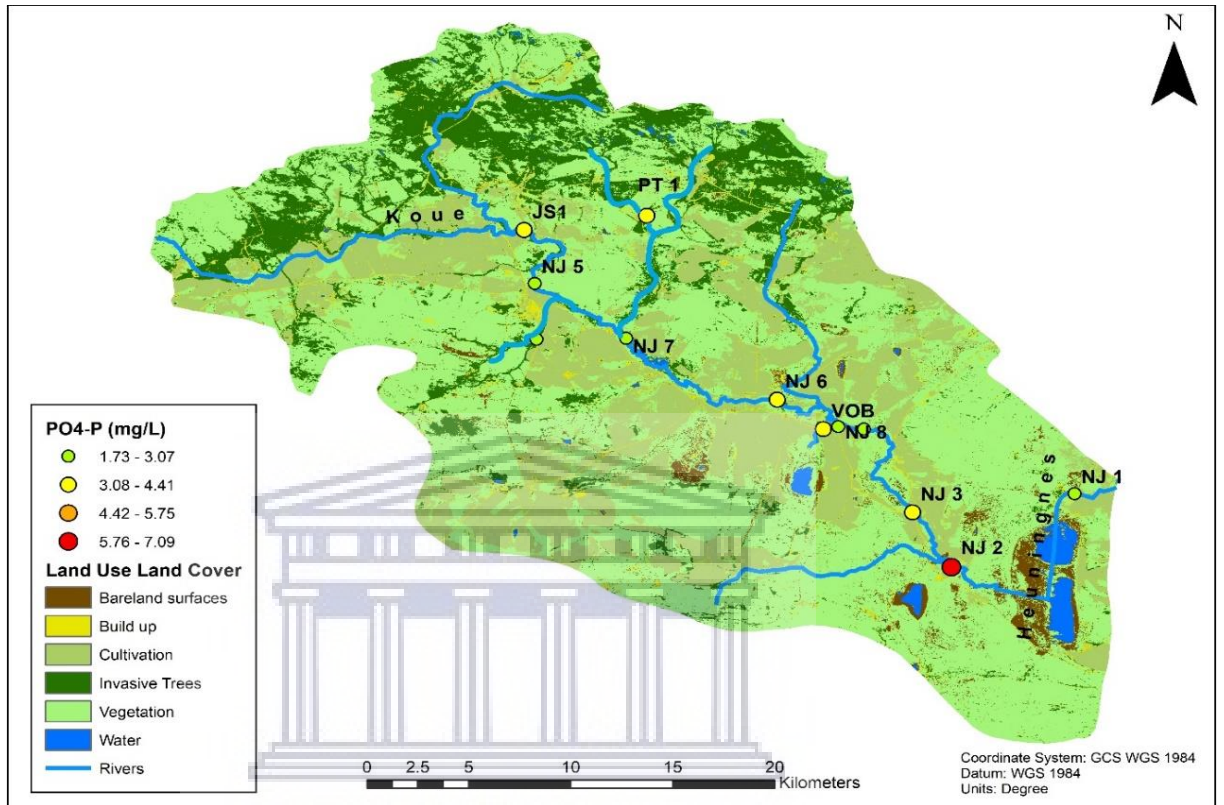 N
PT 1
JS1
Koue
NJ 5
NJ 7
NJ 6
VOB
NJ 8
NJ 1
NJ 3
NJ 2
Heuningnes
PO4-P (mg/L)
1.73 - 3.07
3.08 - 4.41
4.42 - 5.75
5.76 - 7.09
Land Use Land Cover
Bareland surfaces
Build up
Cultivation
Invasive Trees
Vegetation
Water
Rivers
0 2.5 5 10 15 20
Kilometers
Coordinate System: GCS WGS 1984
Datum: WGS 1984
Units: Degree